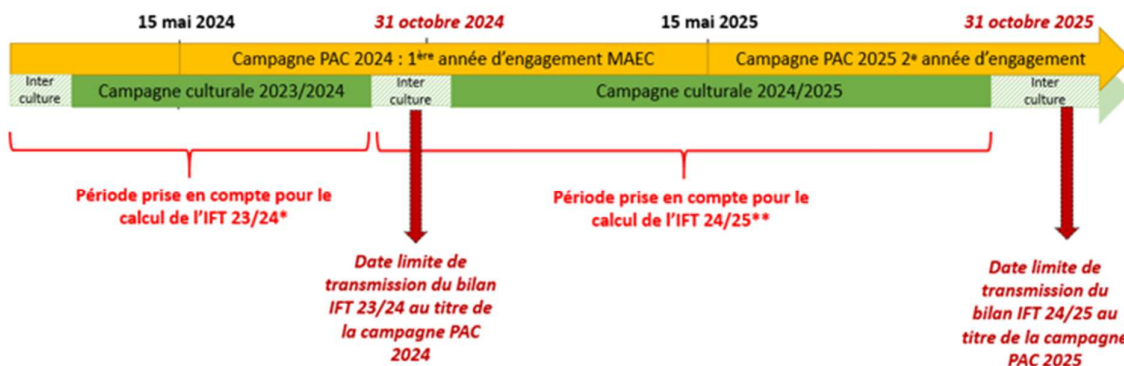 15 mai 2024
31 octobre 2024
15 mai 2025
31 octobre 2025
Campagne PAC 2024 : 1ère année d'engagement MAEC
Campagne PAC 2025 2e année d'engagement
Inter
culture
Campagne culturale 2023/2024
Inter
culture
Campagne culturale 2024/2025
Inter
culture
Période prise en compte pour le
calcul de l'IFT 23/24*
Période prise en compte pour le
calcul de l'IFT 24/25**
Date limite de
transmission du bilan
IFT 23/24 au titre de
la campagne PAC
2024
Date limite de
transmission du
bilan IFT 24/25 au
titre de la campagne
PAC 2025